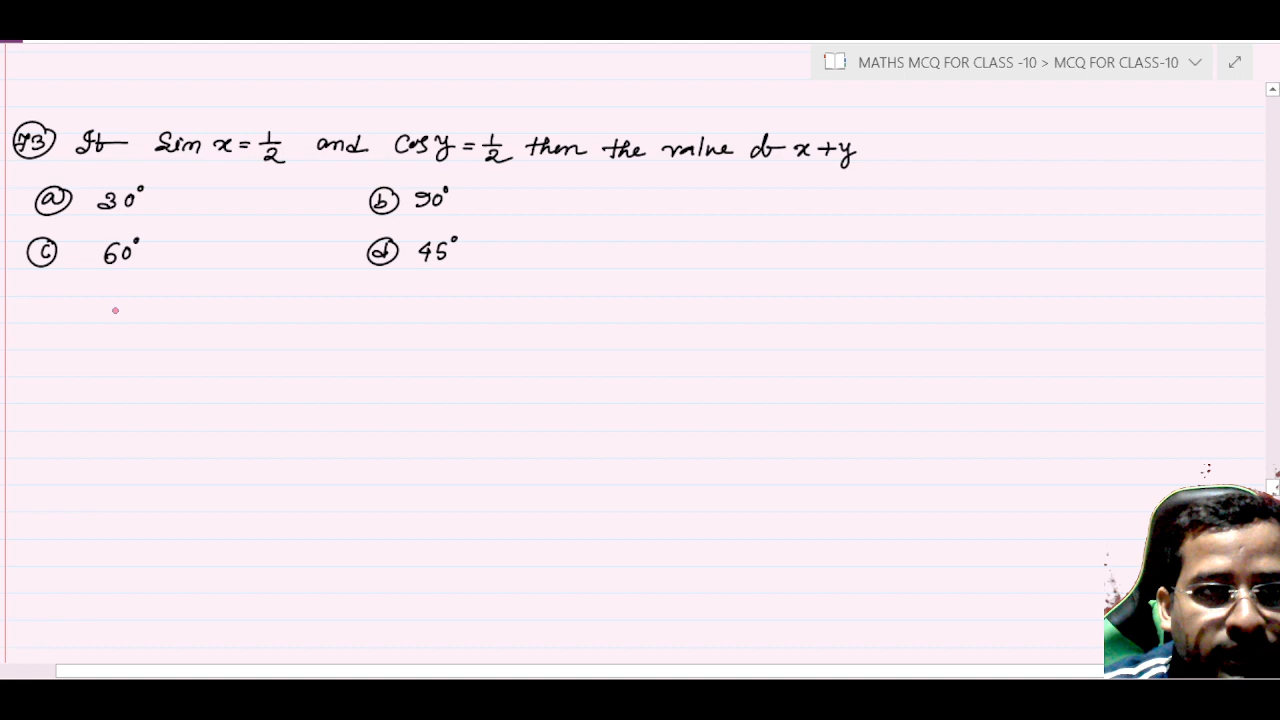 MATHS MCQ FOR CLASS -10 > MCQ FOR CLASS-10
73 If Sin x = 1/2 and Cos y = 1/2 then the value of x+y
a 30° b 90°
c 60° d 45°